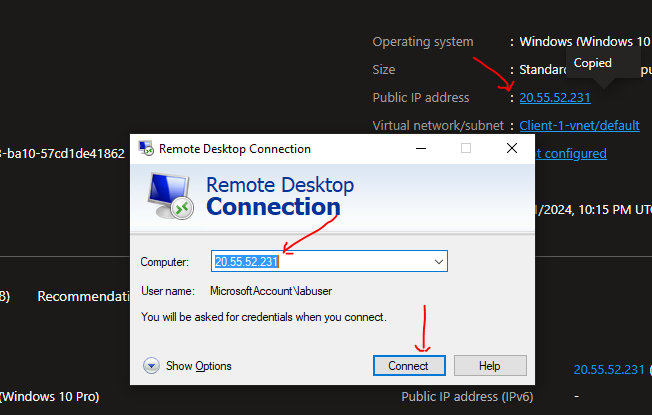 Operating system : Windows (Windows 10
Copied
Size : Standar
Public IP address : 20.55.52.231
Virtual network/subnet : Client-1-vnet/default
-ba10-57cd1de41862
configured
/2024, 10:15 PM UT
Remote Desktop Connection
Remote Desktop
Connection
Computer: 20.55.52.231
User name: MicrosoftAccount\labuser
You will be asked for credentials when you connect.
Show Options Connect Help
8) Recommendati
20.55.52.231 (
(Windows 10 Pro) Public IP address (IPv6) -